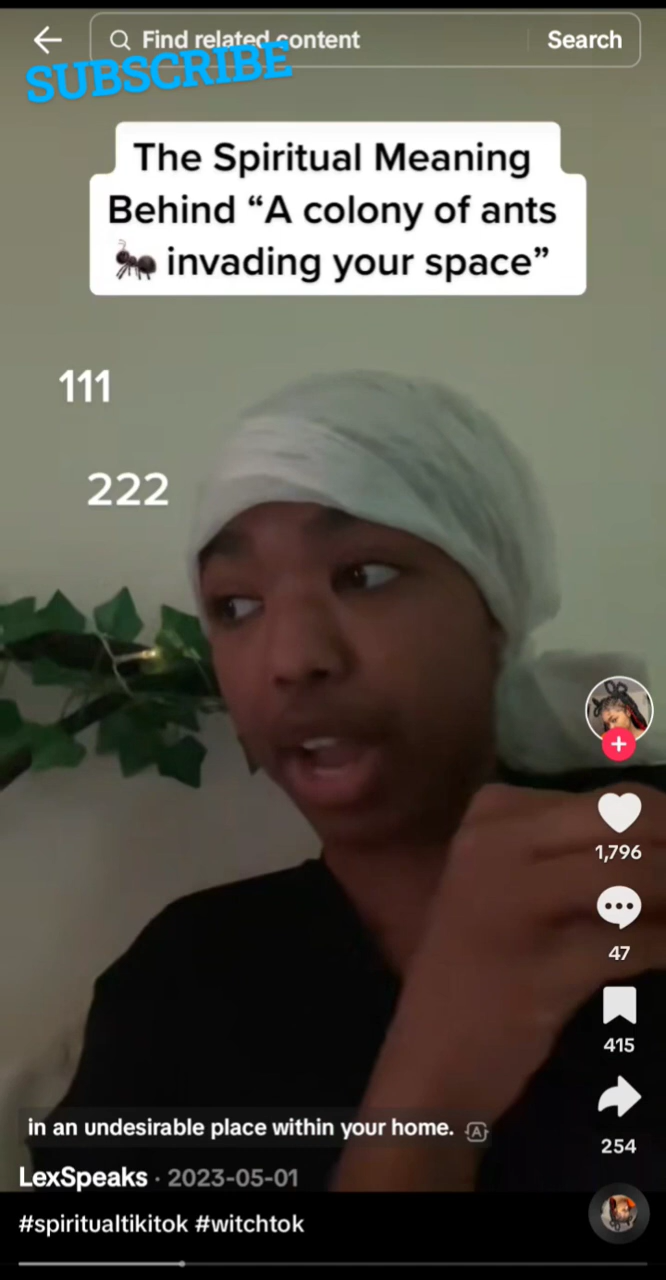 Find related content
Search
SUBSCRIBE
The Spiritual Meaning
Behind “A colony of ants
🐜 invading your space”
111
222
1,796
47
415
254
in an undesirable place within your home.
A
LexSpeaks · 2023-05-01
#spiritualtikitok #witchtok